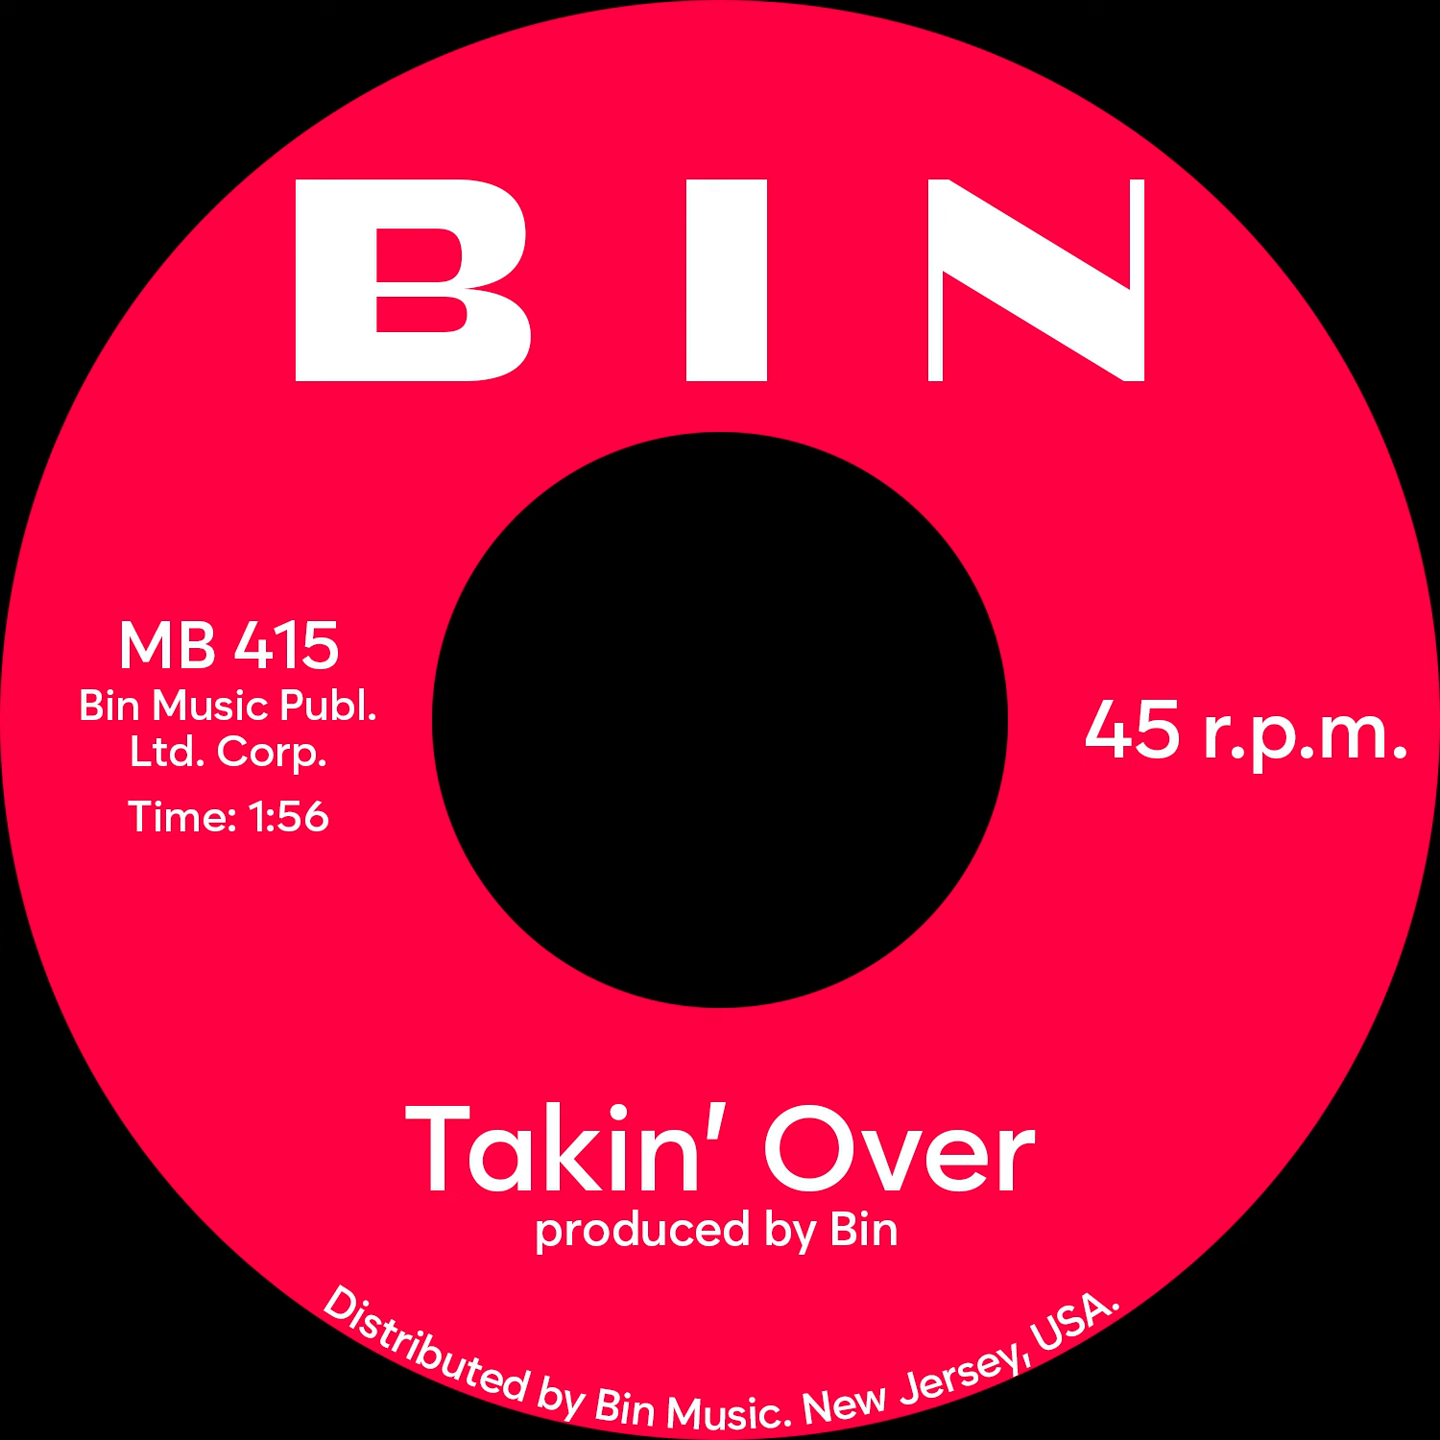 BIN
MB 415
Bin Music Publ.
Ltd. Corp.
Time: 1:56
45 r.p.m.
Takin' Over
produced by Bin
Distributed by Bin Music. New Jersey, USA.